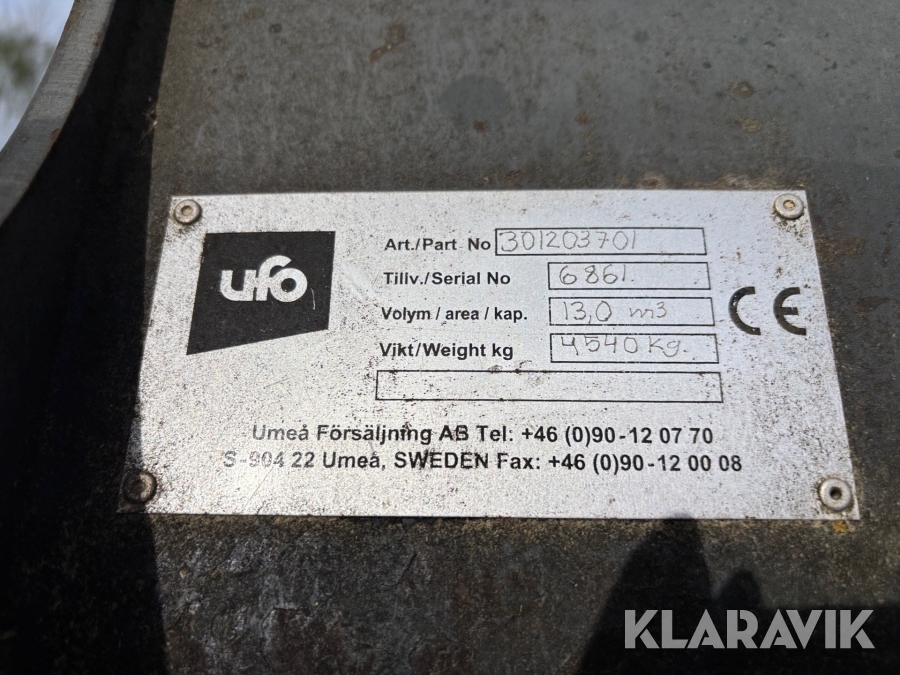 ufo
Art./Part No 301203701
Tillv./Serial No 6861.
Volym / area / kap. 13,0 m3
Vikt/Weight kg 4540 kg.
CE
Umeå Försäljning AB Tel: +46 (0)90-12 07 70
S-904 22 Umeå, SWEDEN Fax: +46 (0)90-12 00 08
KLARAVIK